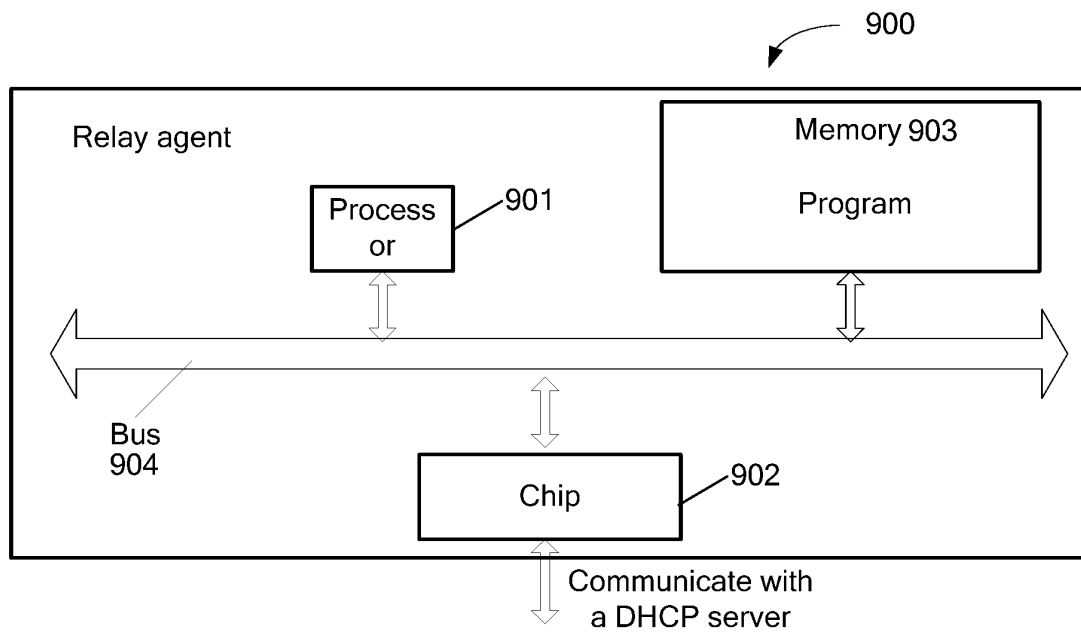 900
Relay agent
Memory 903
Program
Process
or
901
Bus
904
Chip
902
Communicate with
a DHCP server